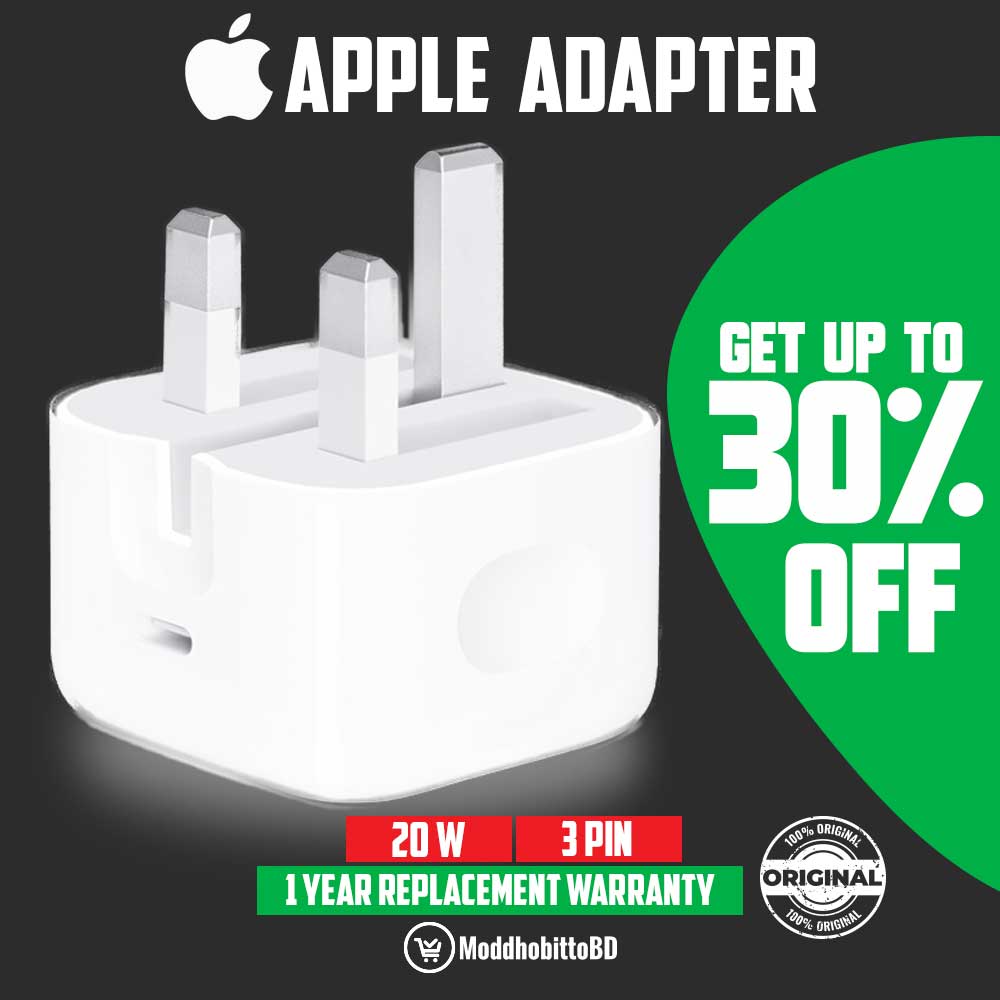 APPLE ADAPTER
GET UP TO
30%
OFF
20 W
3 PIN
1 YEAR REPLACEMENT WARRANTY
100% ORIGINAL
ORIGINAL
100% ORIGINAL
ModdhobittoBD